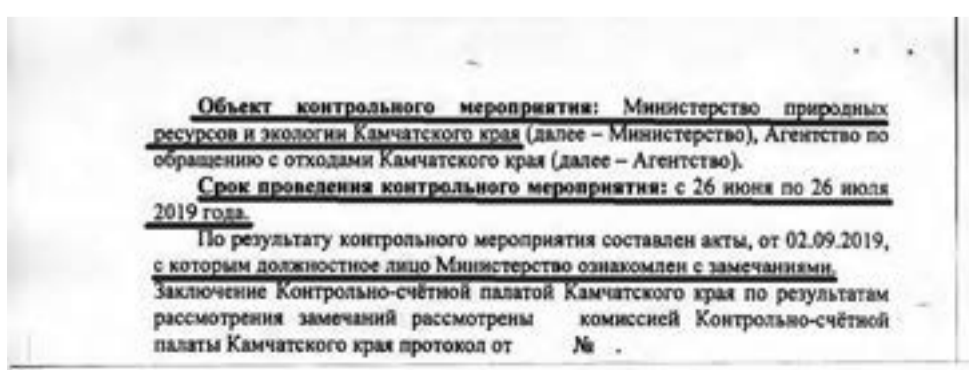 Объект контрольного мероприятия: Министерство природных
ресурсов и экологии Камчатского края (далее – Министерство), Агентство по
обращению с отходами Камчатского края (далее – Агентство).
Срок проведения контрольного мероприятия: с 26 июня по 26 июля
2019 года.
По результату контрольного мероприятия составлен акты, от 02.09.2019,
с которым должностное лицо Министерство ознакомлен с замечаниями.
Заключение Контрольно-счётной палатой Камчатского края по результатам
рассмотрения замечаний рассмотрены комиссией Контрольно-счётной
палаты Камчатского края протокол от № .